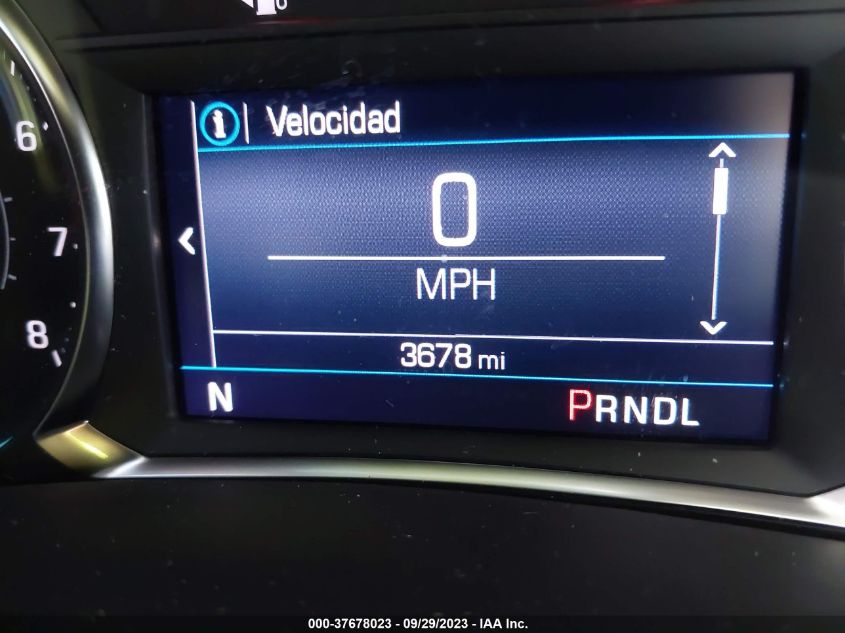 Velocidad
6
7
8
0
MPH
3678 mi
N PRNDL
000-37678023 - 09/29/2023 - IAA Inc.